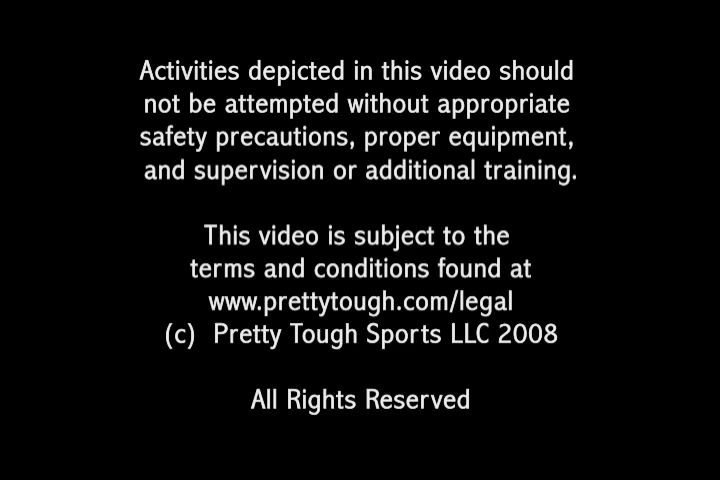 Activities depicted in this video should
not be attempted without appropriate
safety precautions, proper equipment,
and supervision or additional training.
This video is subject to the
terms and conditions found at
www.prettytough.com/legal
(c) Pretty Tough Sports LLC 2008
All Rights Reserved